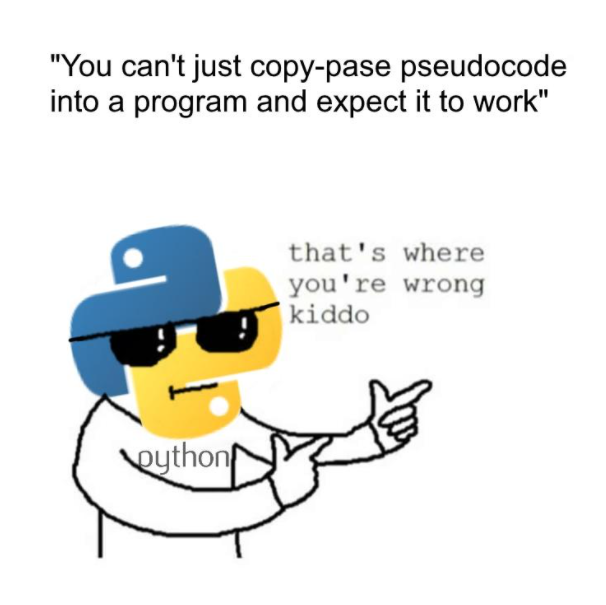 "You can't just copy-pase pseudocode
into a program and expect it to work"
that's where
you're wrong
kiddo
python